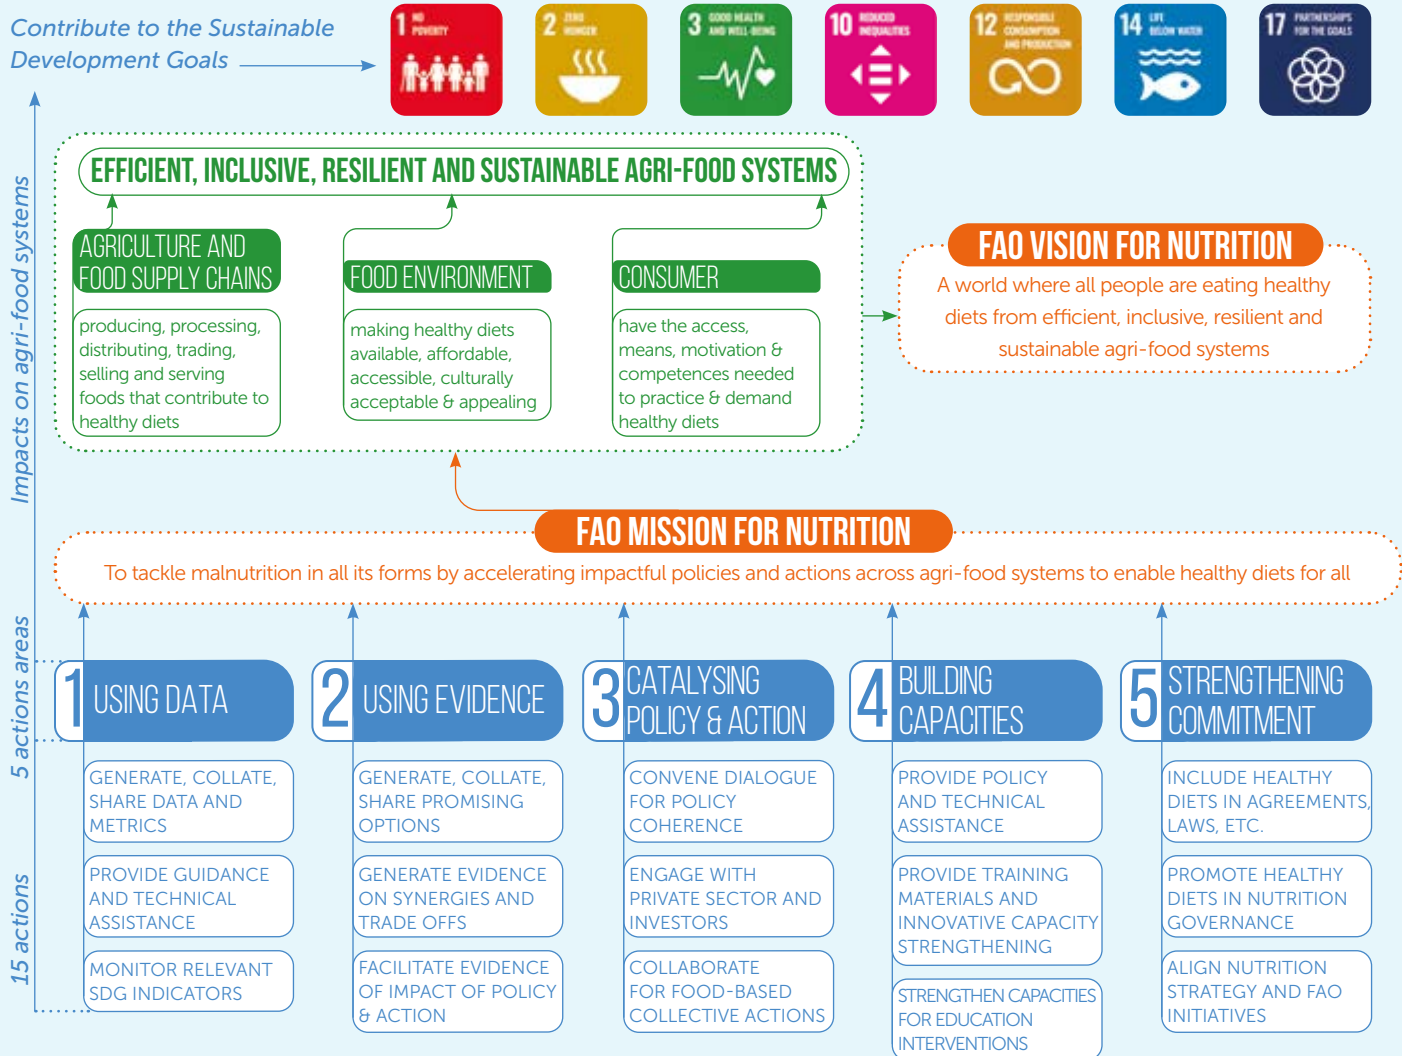 Contribute to the Sustainable
Development Goals
1 NO
POVERTY
2 ZERO
HUNGER
3 GOOD HEALTH
AND WELL-BEING
10 REDUCED
INEQUALITIES
12 RESPONSIBLE
CONSUMPTION
AND PRODUCTION
14 LIFE
BELOW WATER
17 PARTNERSHIPS
FOR THE GOALS
Impacts on agri-food systems
EFFICIENT, INCLUSIVE, RESILIENT AND SUSTAINABLE AGRI-FOOD SYSTEMS
AGRICULTURE AND
FOOD SUPPLY CHAINS
producing, processing,
distributing, trading,
selling and serving
foods that contribute to
healthy diets
FOOD ENVIRONMENT
making healthy diets
available, affordable,
accessible, culturally
acceptable & appealing
CONSUMER
have the access,
means, motivation &
competences needed
to practice & demand
healthy diets
FAO VISION FOR NUTRITION
A world where all people are eating healthy
diets from efficient, inclusive, resilient and
sustainable agri-food systems
FAO MISSION FOR NUTRITION
To tackle malnutrition in all its forms by accelerating impactful policies and actions across agri-food systems to enable healthy diets for all
5 actions areas
1 USING DATA
2 USING EVIDENCE
3 CATALYSING
POLICY & ACTION
4 BUILDING
CAPACITIES
5 STRENGTHENING
COMMITMENT
15 actions
GENERATE, COLLATE,
SHARE DATA AND
METRICS
PROVIDE GUIDANCE
AND TECHNICAL
ASSISTANCE
MONITOR RELEVANT
SDG INDICATORS
GENERATE, COLLATE,
SHARE PROMISING
OPTIONS
GENERATE EVIDENCE
ON SYNERGIES AND
TRADE OFFS
FACILITATE EVIDENCE
OF IMPACT OF POLICY
& ACTION
CONVENE DIALOGUE
FOR POLICY
COHERENCE
ENGAGE WITH
PRIVATE SECTOR AND
INVESTORS
COLLABORATE
FOR FOOD-BASED
COLLECTIVE ACTIONS
PROVIDE POLICY
AND TECHNICAL
ASSISTANCE
PROVIDE TRAINING
MATERIALS AND
INNOVATIVE CAPACITY
STRENGTHENING
STRENGTHEN CAPACITIES
FOR EDUCATION
INTERVENTIONS
INCLUDE HEALTHY
DIETS IN AGREEMENTS,
LAWS, ETC.
PROMOTE HEALTHY
DIETS IN NUTRITION
GOVERNANCE
ALIGN NUTRITION
STRATEGY AND FAO
INITIATIVES